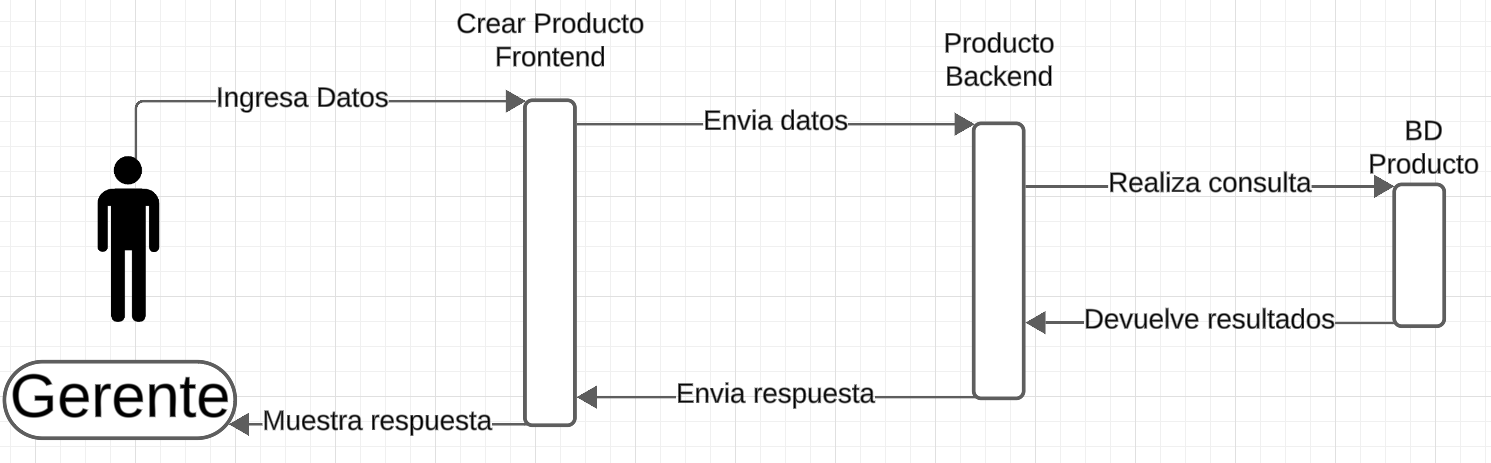 Crear Producto
Frontend
Producto
Backend
BD
Producto
Ingresa Datos
Envia datos
Realiza consulta
Devuelve resultados
Envia respuesta
Muestra respuesta
Gerente